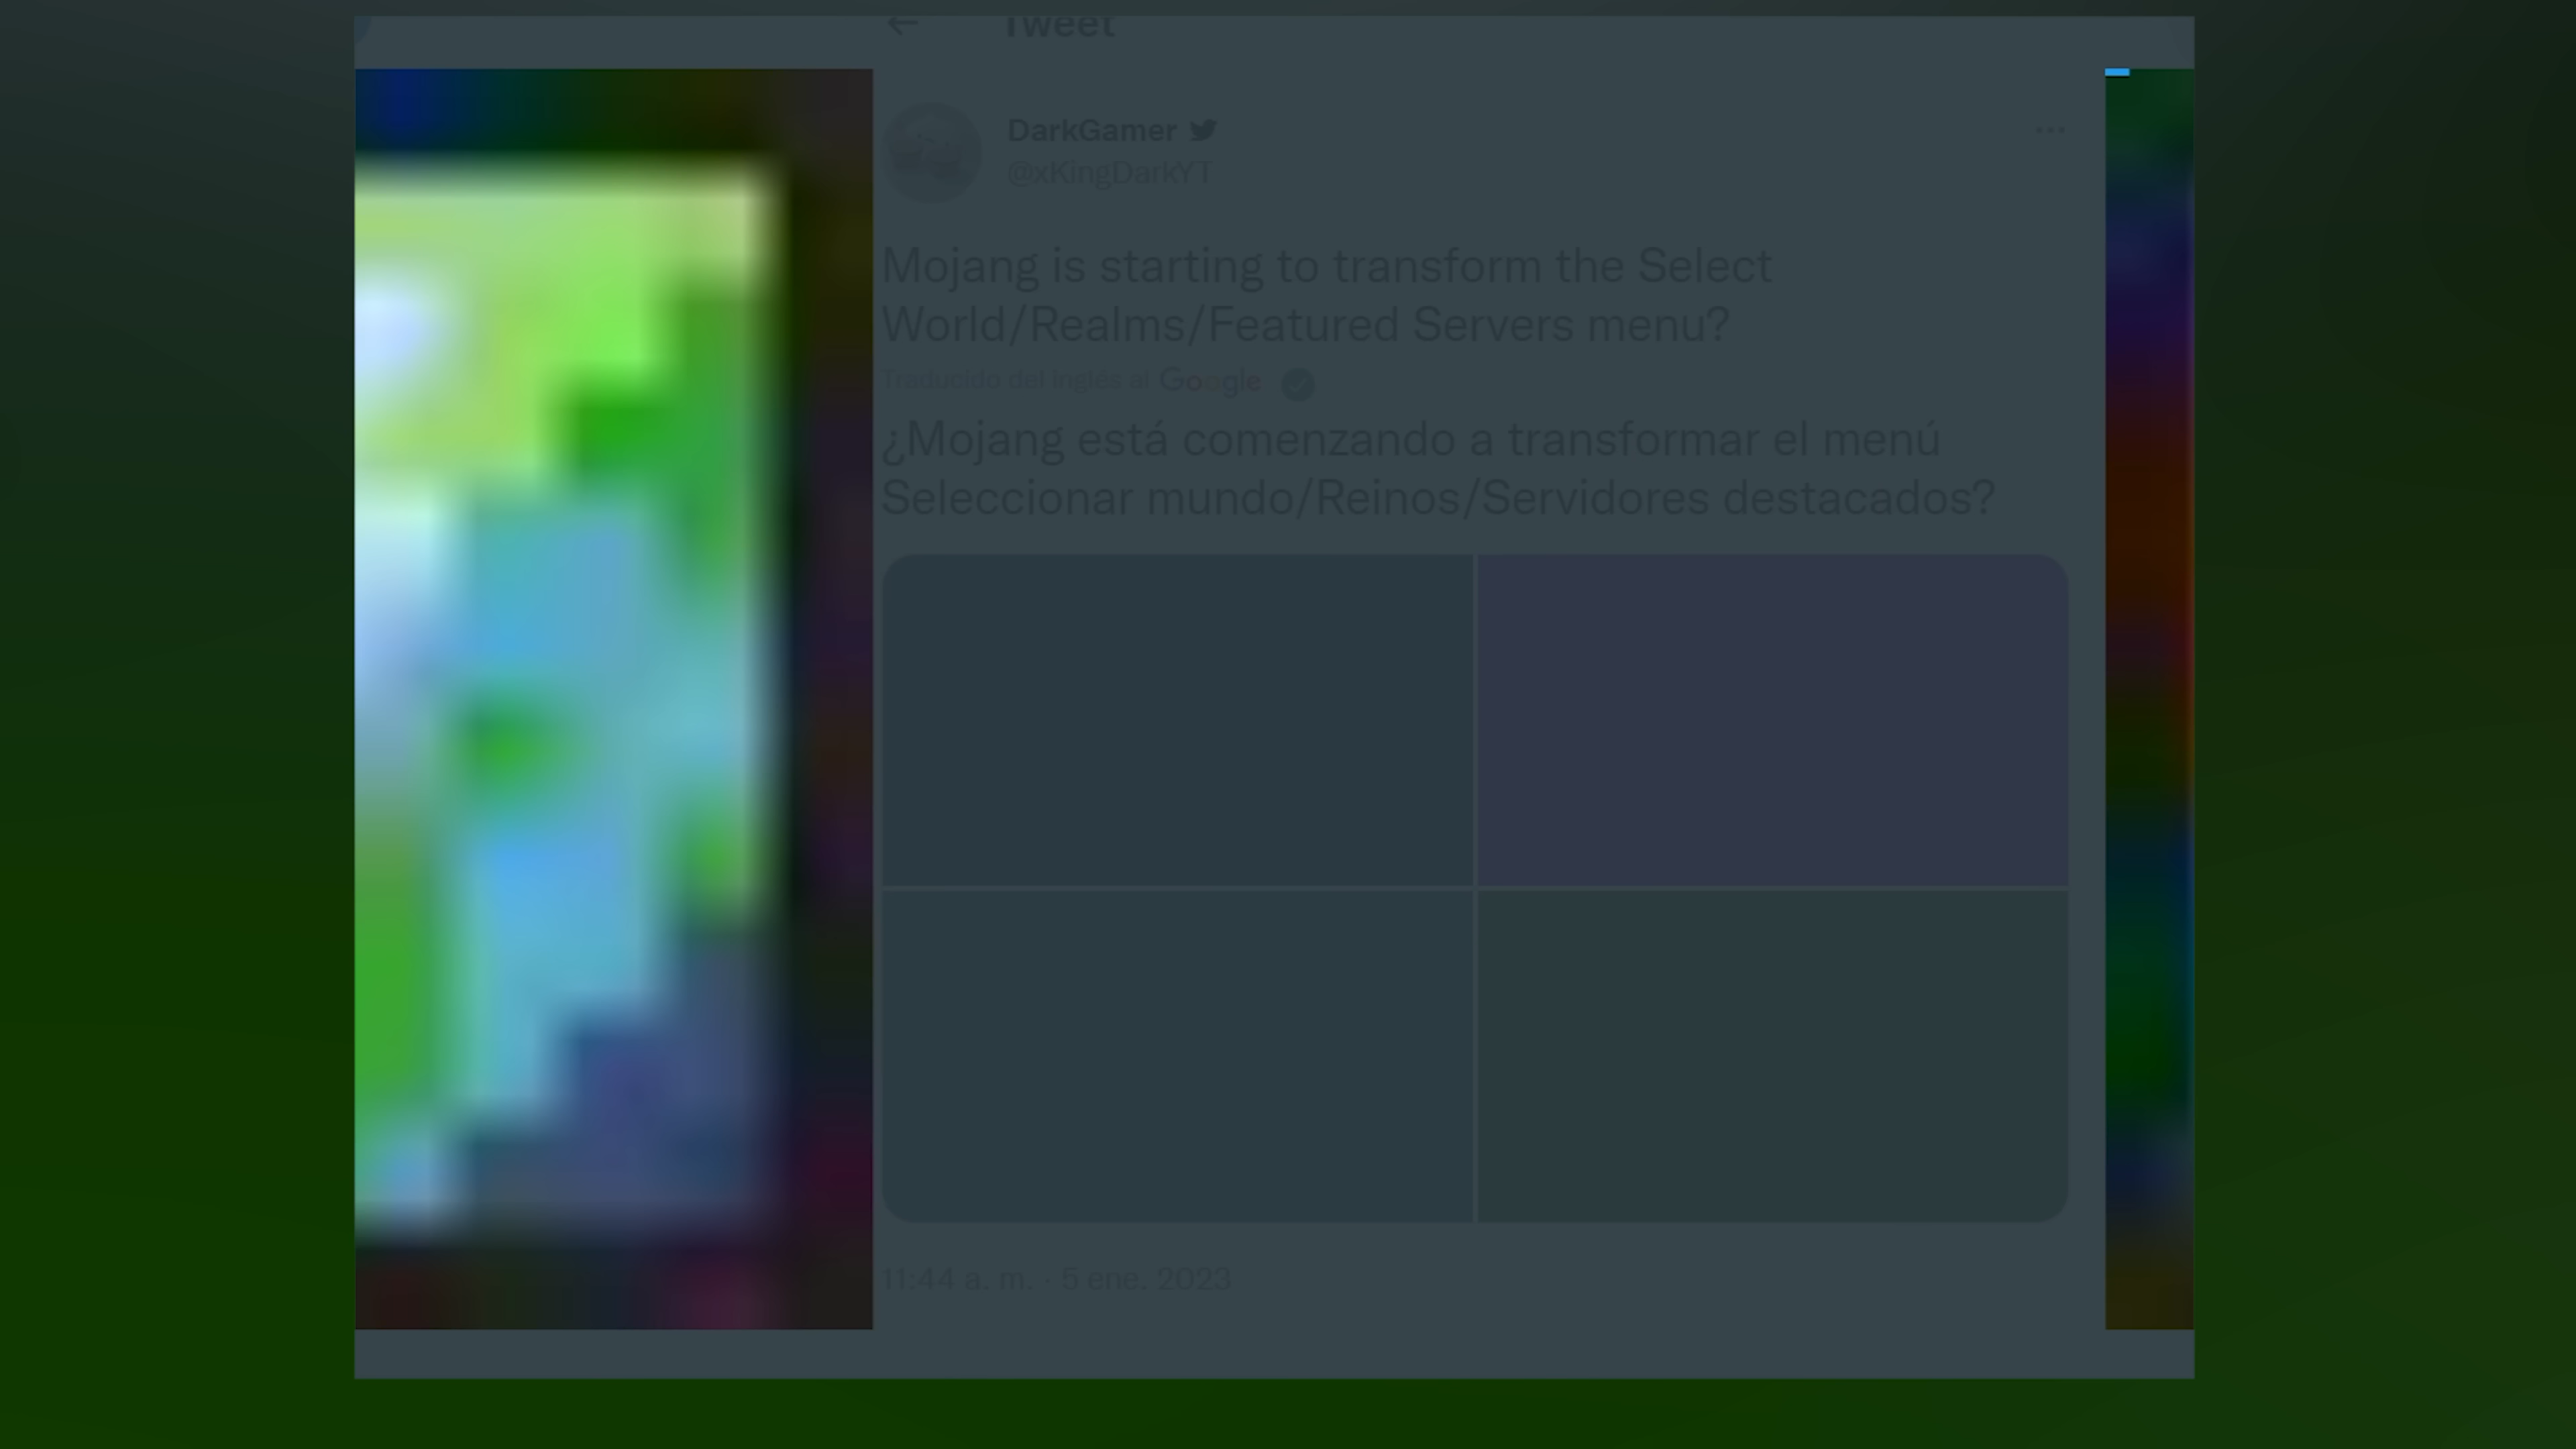 Tweet
DarkGamer
@xKingDarkYT
Mojang is starting to transform the Select
World/Realms/Featured Servers menu?
Traducido del inglés al Google
¿Mojang está comenzando a transformar el menú
Seleccionar mundo/Reinos/Servidores destacados?
11:44 a. m. · 5 ene. 2023